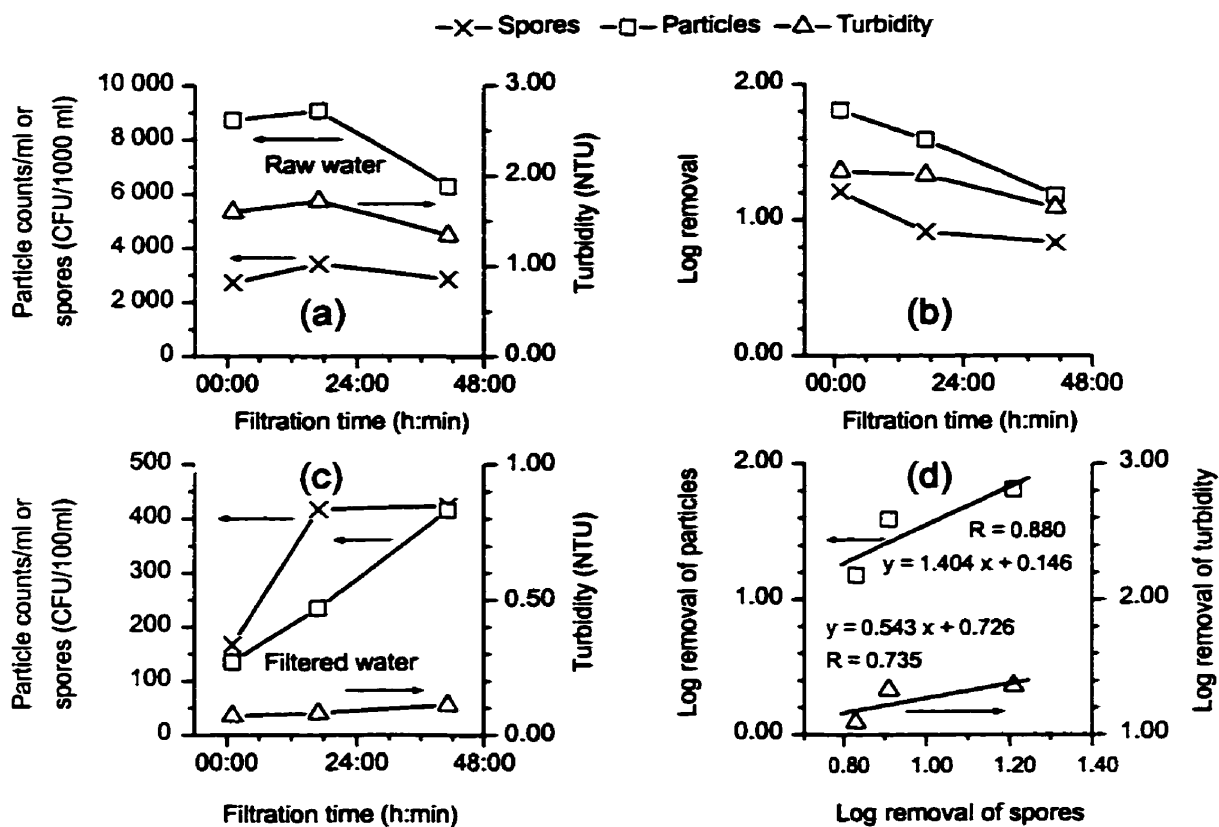 Spores Particles Turbidity
Particle counts/ml or
spores (CFU/1000 ml)
10 000
8 000
6 000
4 000
2 000
0
3.00
2.00
1.00
0.00
Turbidity (NTU)
Raw water
(a)
00:00 24:00 48:00
Filtration time (h:min)
Log removal
2.00
1.00
0.00
(b)
00:00 24:00 48:00
Filtration time (h:min)
Particle counts/ml or
spores (CFU/100ml)
500
400
300
200
100
0
1.00
0.50
0.00
Turbidity (NTU)
(c)
Filtered water
00:00 24:00 48:00
Filtration time (h:min)
Log removal of particles
2.00
1.00
0.00
3.00
2.00
1.00
Log removal of turbidity
(d)
R = 0.880
y = 1.404 x + 0.146
y = 0.543 x + 0.726
R = 0.735
0.80 1.00 1.20 1.40
Log removal of spores